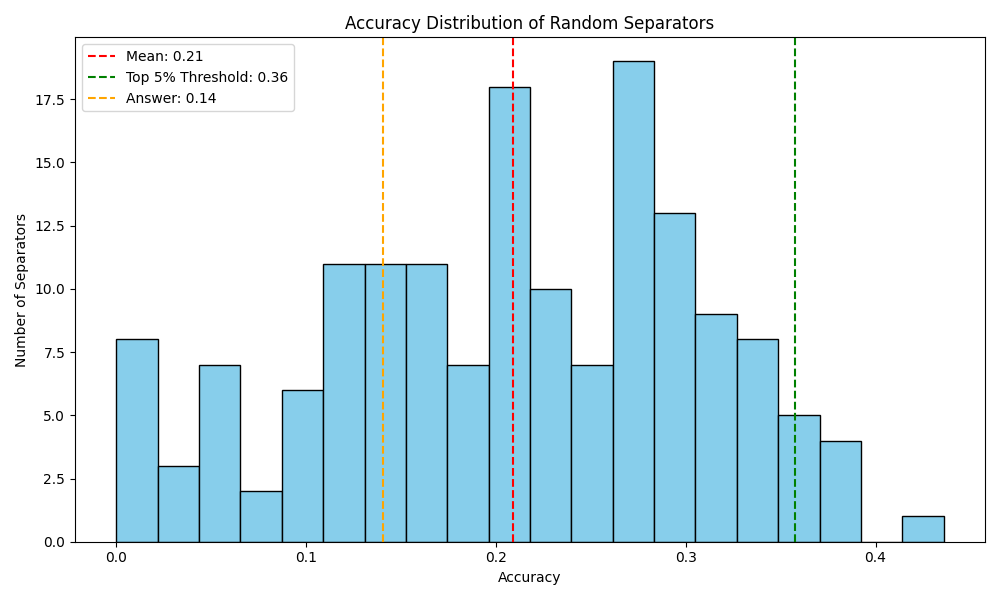 Accuracy Distribution of Random Separators
Mean: 0.21
Top 5% Threshold: 0.36
Answer: 0.14
17.5
15.0
12.5
10.0
7.5
5.0
2.5
0.0
Number of Separators
0.0 0.1 0.2 0.3 0.4
Accuracy